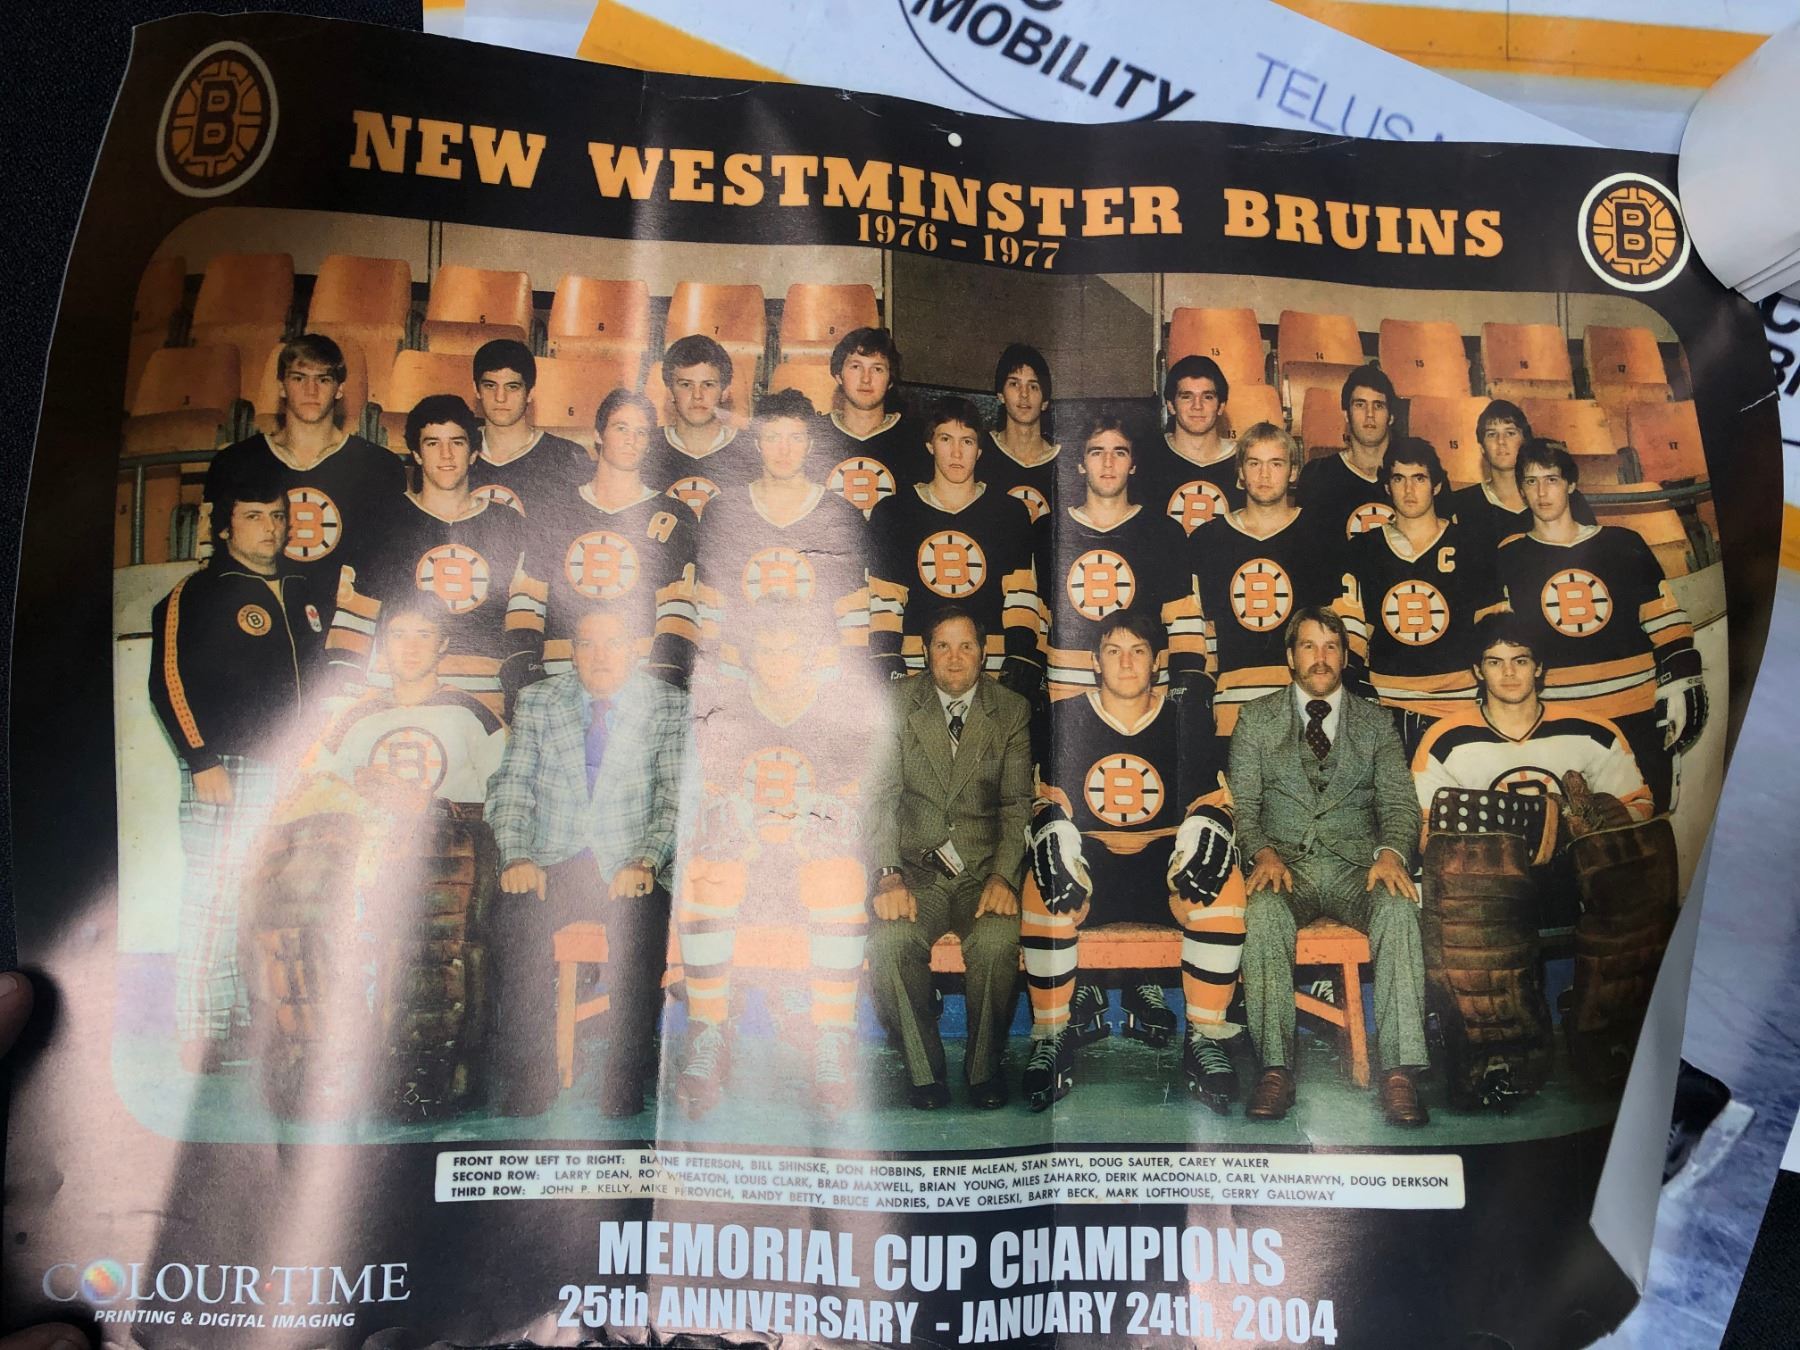 MOBILITY
TELUS
NEW WESTMINSTER BRUINS
1976 - 1977
FRONT ROW LEFT TO RIGHT: BLAINE PETERSON, BILL SHINSKE, DON HOBBINS, ERNIE McLEAN, STAN SMYL, DOUG SAUTER, CAREY WALKER
SECOND ROW: LARRY DEAN, ROY WHEATON, LOUIS CLARK, BRAD MAXWELL, BRIAN YOUNG, MILES ZAHARKO, DERIK MACDONALD, CARL VANHARWYN, DOUG DERKSON
THIRD ROW: JOHN P. KELLY, MIKE PEROVICH, RANDY BETTY, BRUCE ANDRIES, DAVE ORLESKI, BARRY BECK, MARK LOFTHOUSE, GERRY GALLOWAY
MEMORIAL CUP CHAMPIONS
25th ANNIVERSARY - JANUARY 24th, 2004
COLOUR TIME
PRINTING & DIGITAL IMAGING